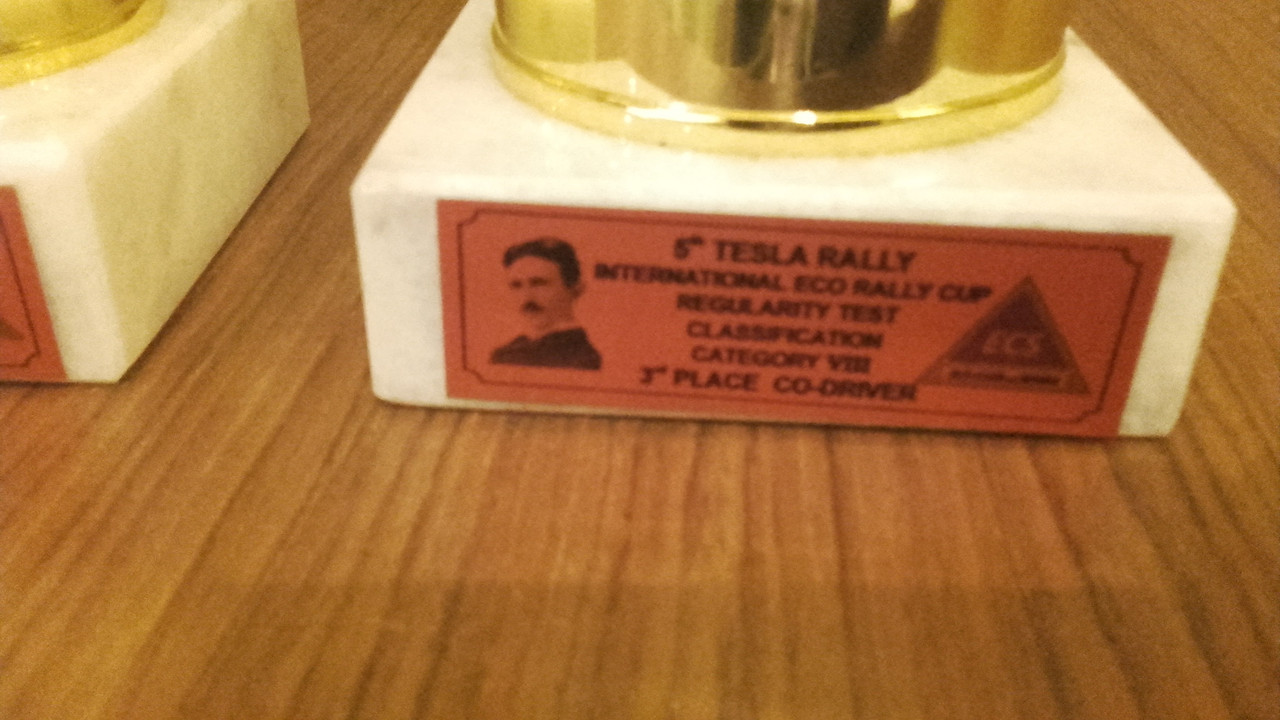 5th TESLA RALLY
INTERNATIONAL ECO RALLY CUP
REGULARITY TEST
CLASSIFICATION
CATEGORY VIII
3rd PLACE CO-DRIVER
ECS